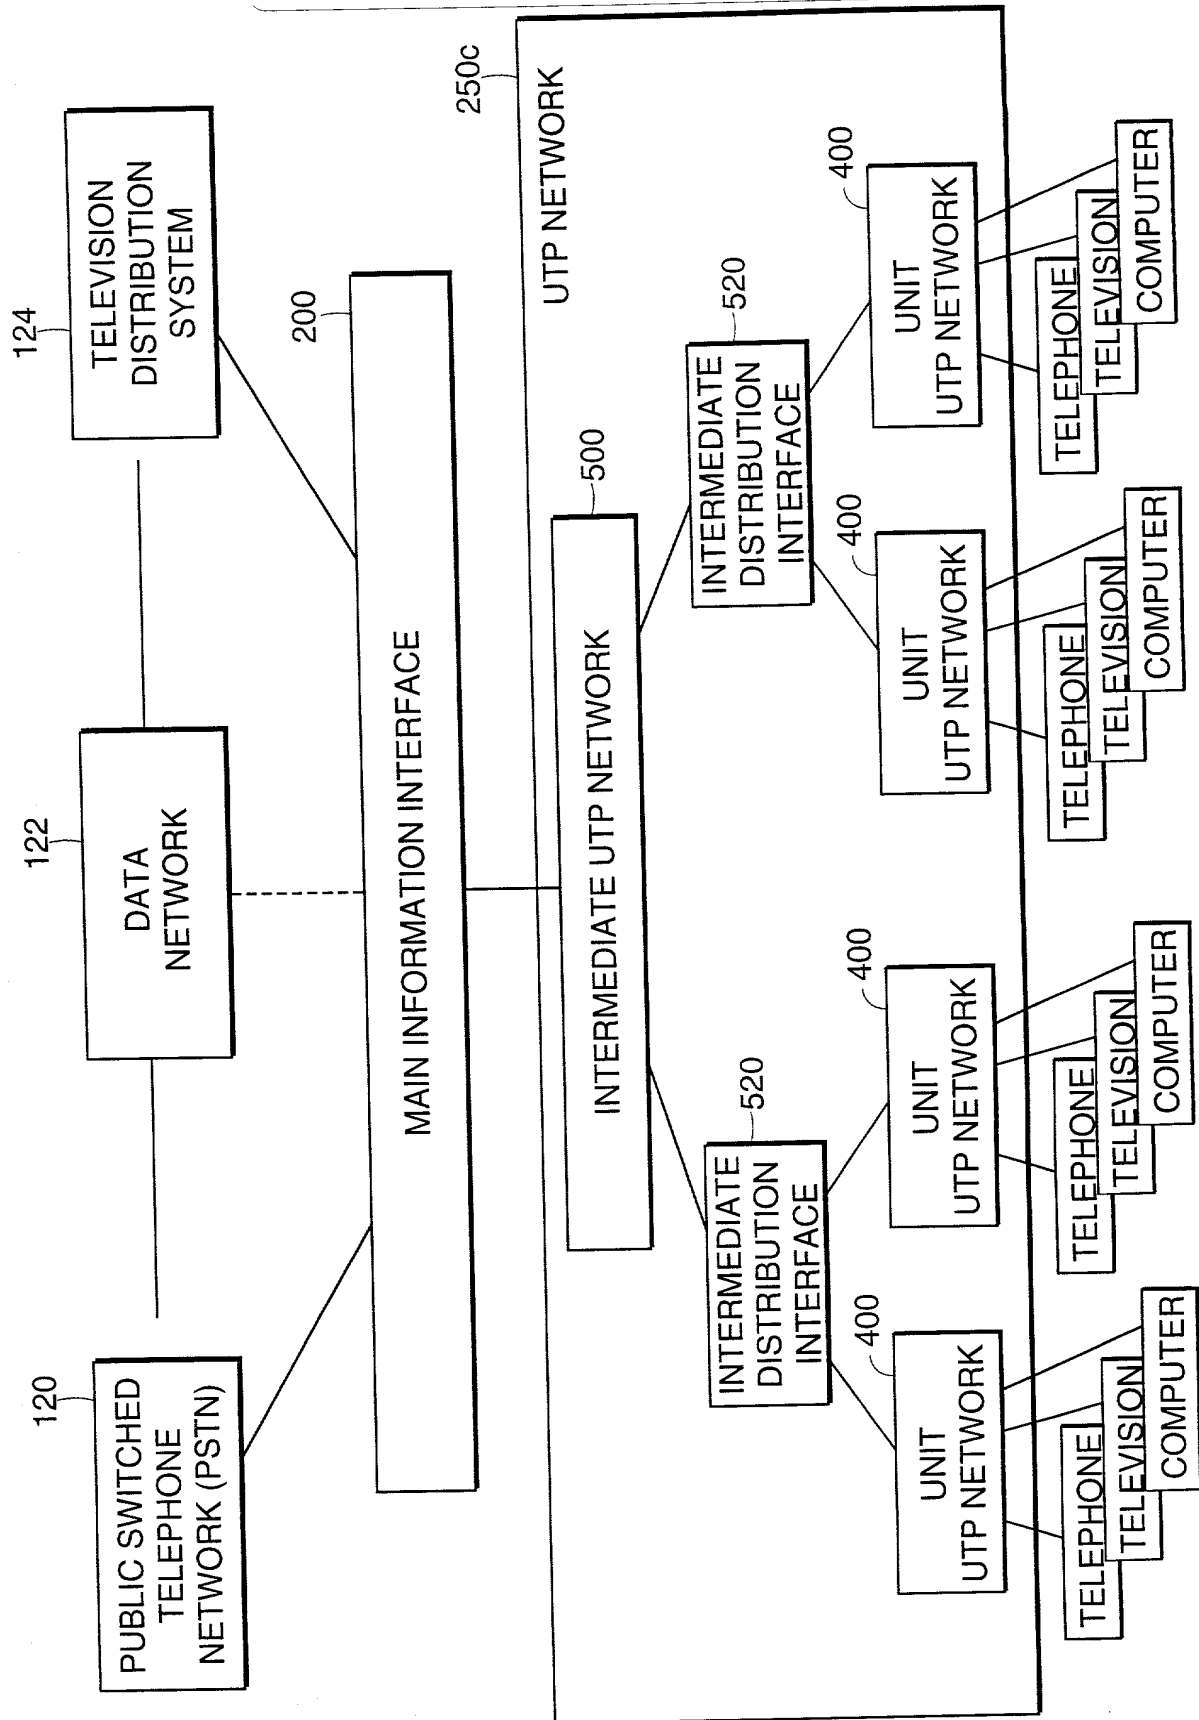 120
PUBLIC SWITCHED
TELEPHONE
NETWORK (PSTN)
122
DATA
NETWORK
124
TELEVISION
DISTRIBUTION
SYSTEM
200
MAIN INFORMATION INTERFACE
250c
UTP NETWORK
500
INTERMEDIATE UTP NETWORK
520
INTERMEDIATE
DISTRIBUTION
INTERFACE
520
INTERMEDIATE
DISTRIBUTION
INTERFACE
400
UNIT
UTP NETWORK
400
UNIT
UTP NETWORK
400
UNIT
UTP NETWORK
400
UNIT
UTP NETWORK
TELEPHONE
TELEVISION
COMPUTER
TELEPHONE
TELEVISION
COMPUTER
TELEPHONE
TELEVISION
COMPUTER
TELEPHONE
TELEVISION
COMPUTER